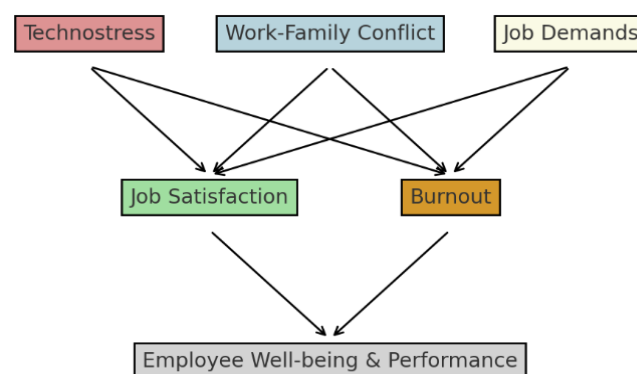 Technostress
Work-Family Conflict
Job Demands
Job Satisfaction
Burnout
Employee Well-being & Performance